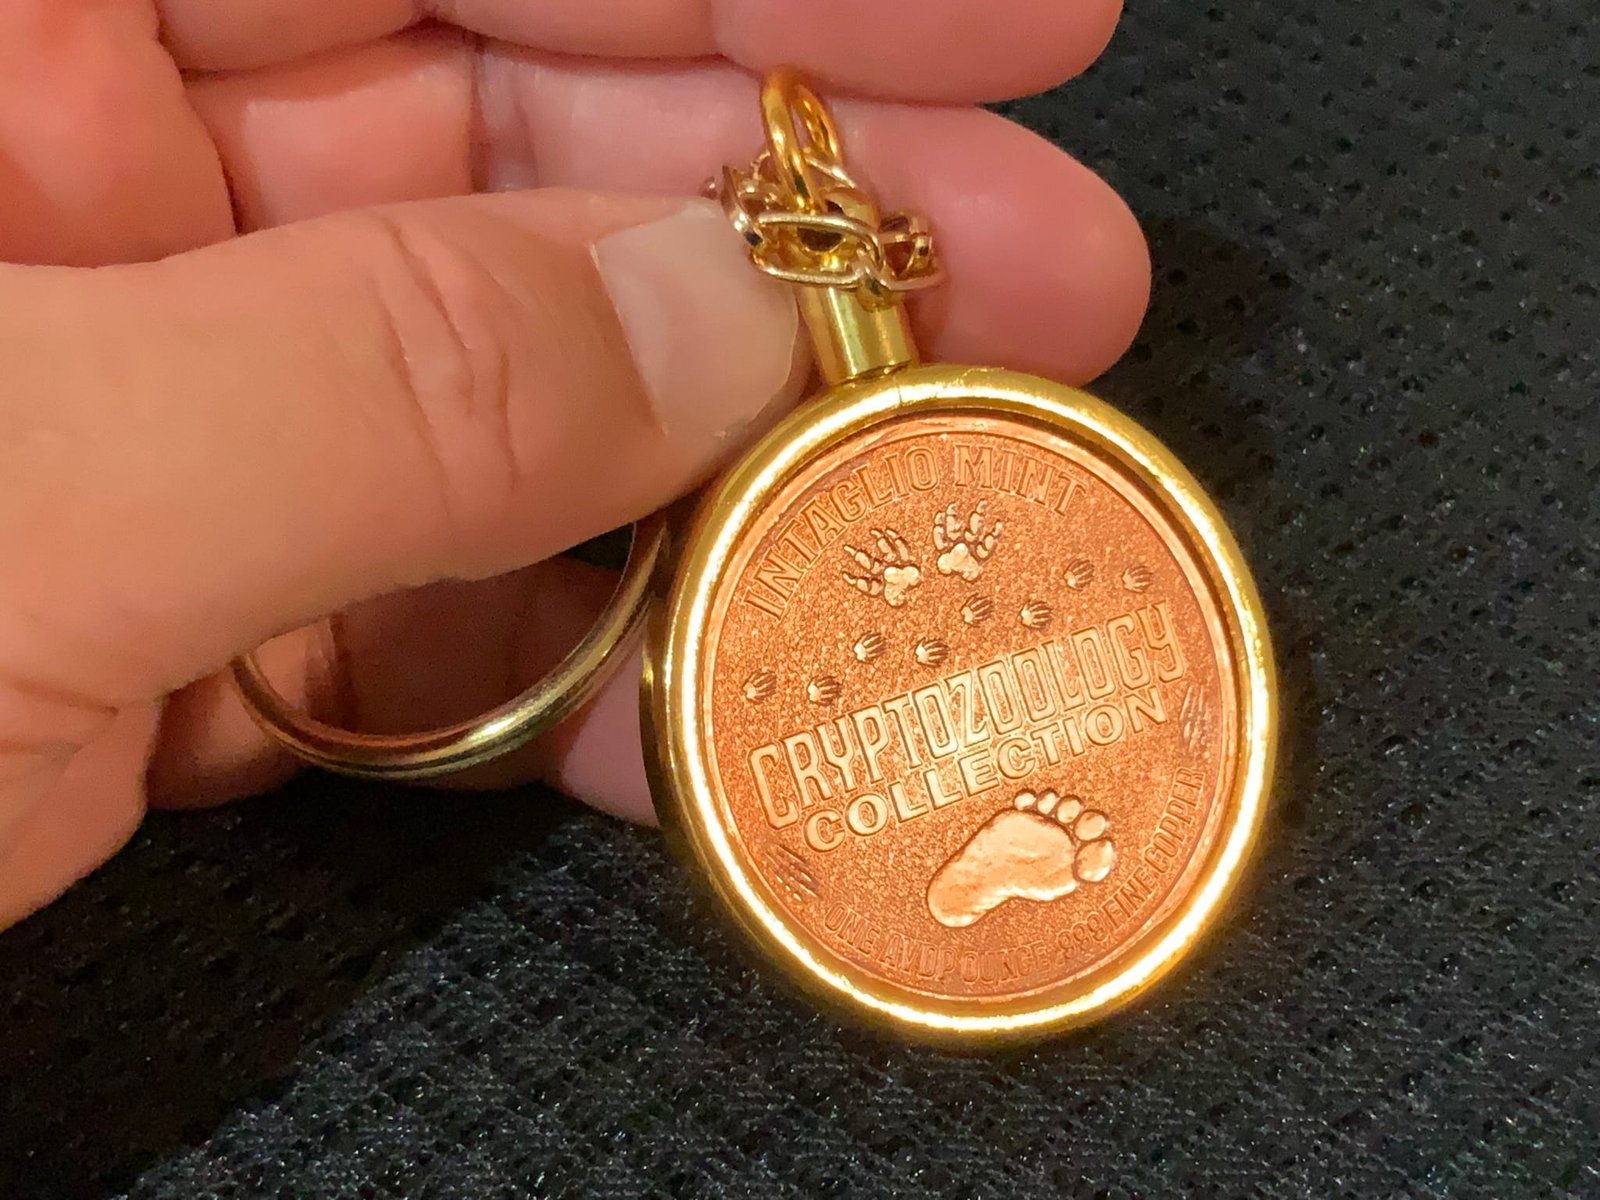 INTAGLIO MINT
CRYPTOZOOLOGY
COLLECTION
ONE AVDP OUNCE .999 FINE COPPER